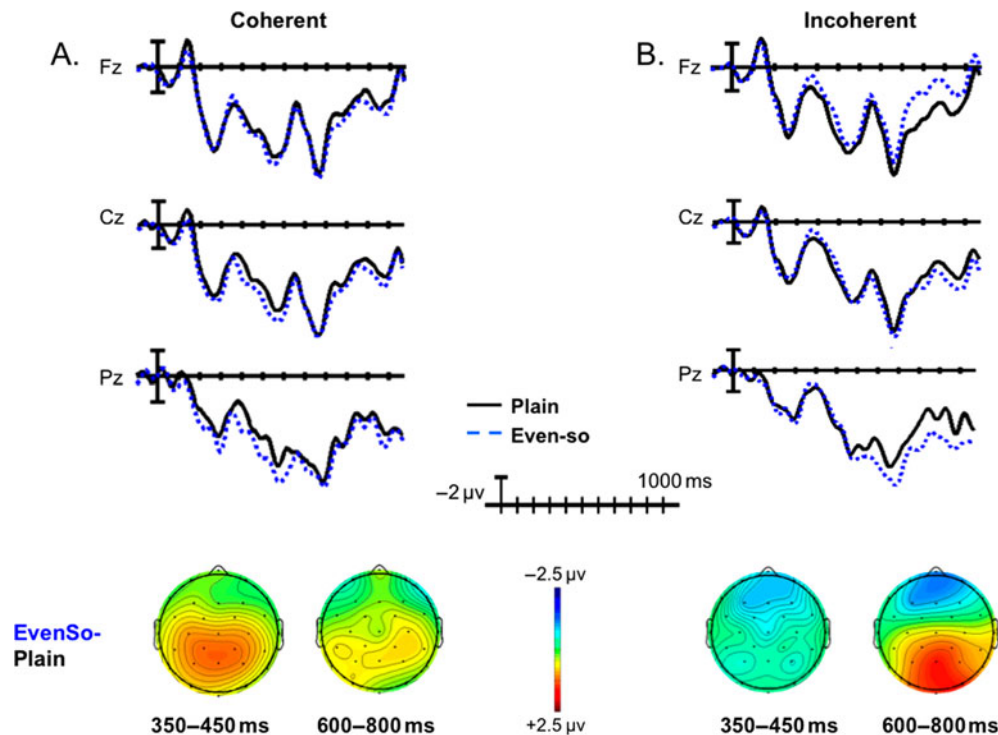 Coherent
A.
Fz
Cz
Pz
Incoherent
B.
Fz
Cz
Pz
Plain
Even-so
–2 μv
1000 ms
EvenSo-
Plain
350–450 ms
600–800 ms
–2.5 μv
+2.5 μv
350–450 ms
600–800 ms